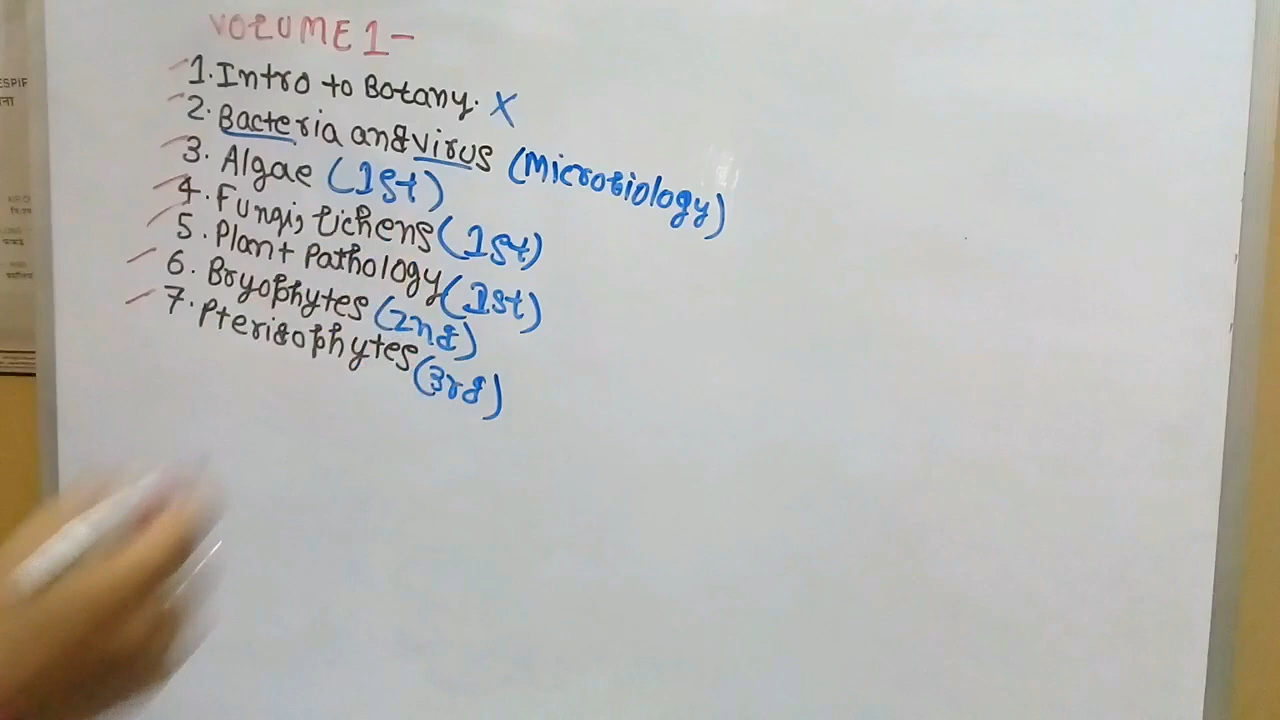 VOLUME 1-
1. Intro to Botany. X
2. Bacteria and virus (Microbiology)
3. Algae (1st)
4. Fungi, Lichens (1st)
5. Plant Pathology (1st)
6. Bryophytes (2nd)
7. Pteridophytes (3rd)
ESPIF